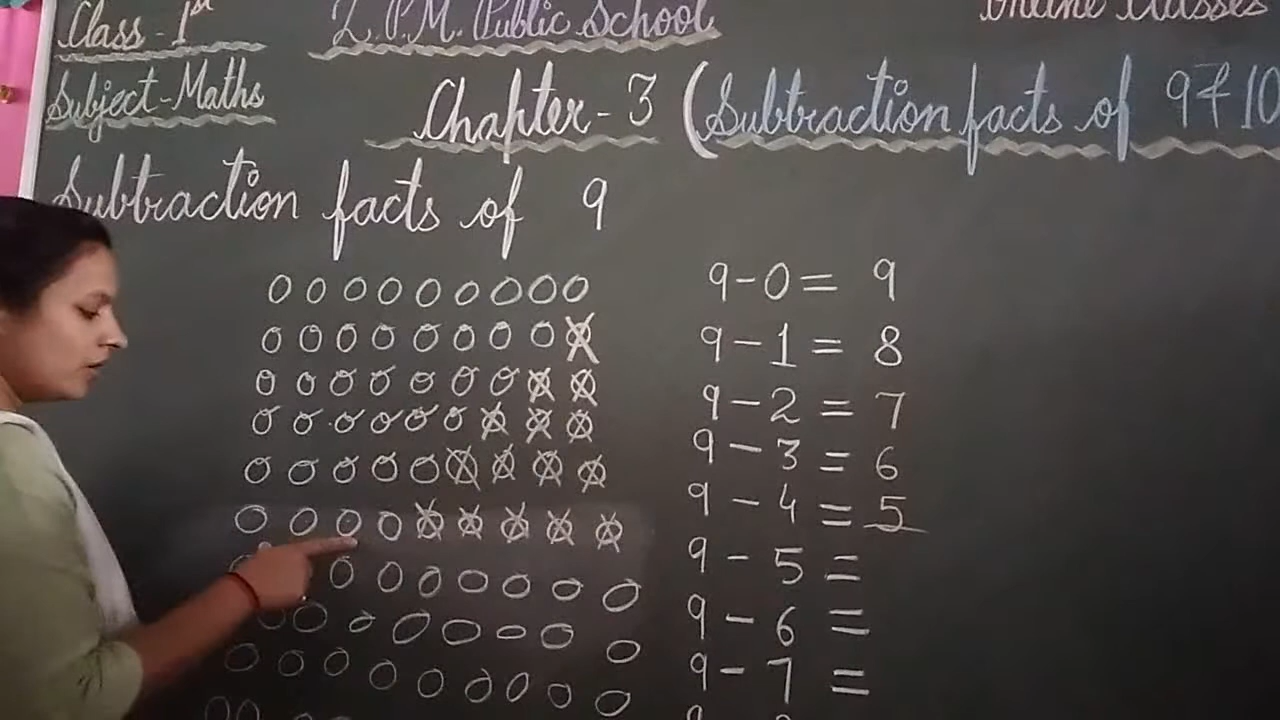 Class - 1st
Z.P.M. Public School
Online Classes
Subject - Maths
Chapter - 3 (Subtraction facts of 9 & 10
Subtraction facts of 9
9 - 0 = 9
9 - 1 = 8
9 - 2 = 7
9 - 3 = 6
9 - 4 = 5
9 - 5 =
9 - 6 =
9 - 7 =